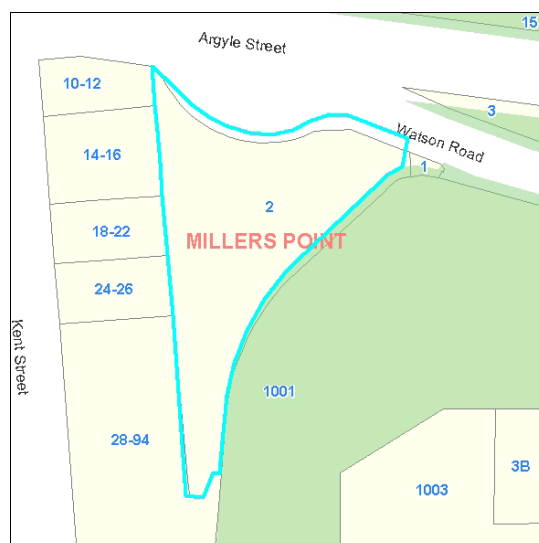 15
Argyle Street
10-12
3
Watson Road
14-16
1
2
18-22
MILLERS POINT
24-26
Kent Street
1001
28-94
3B
1003